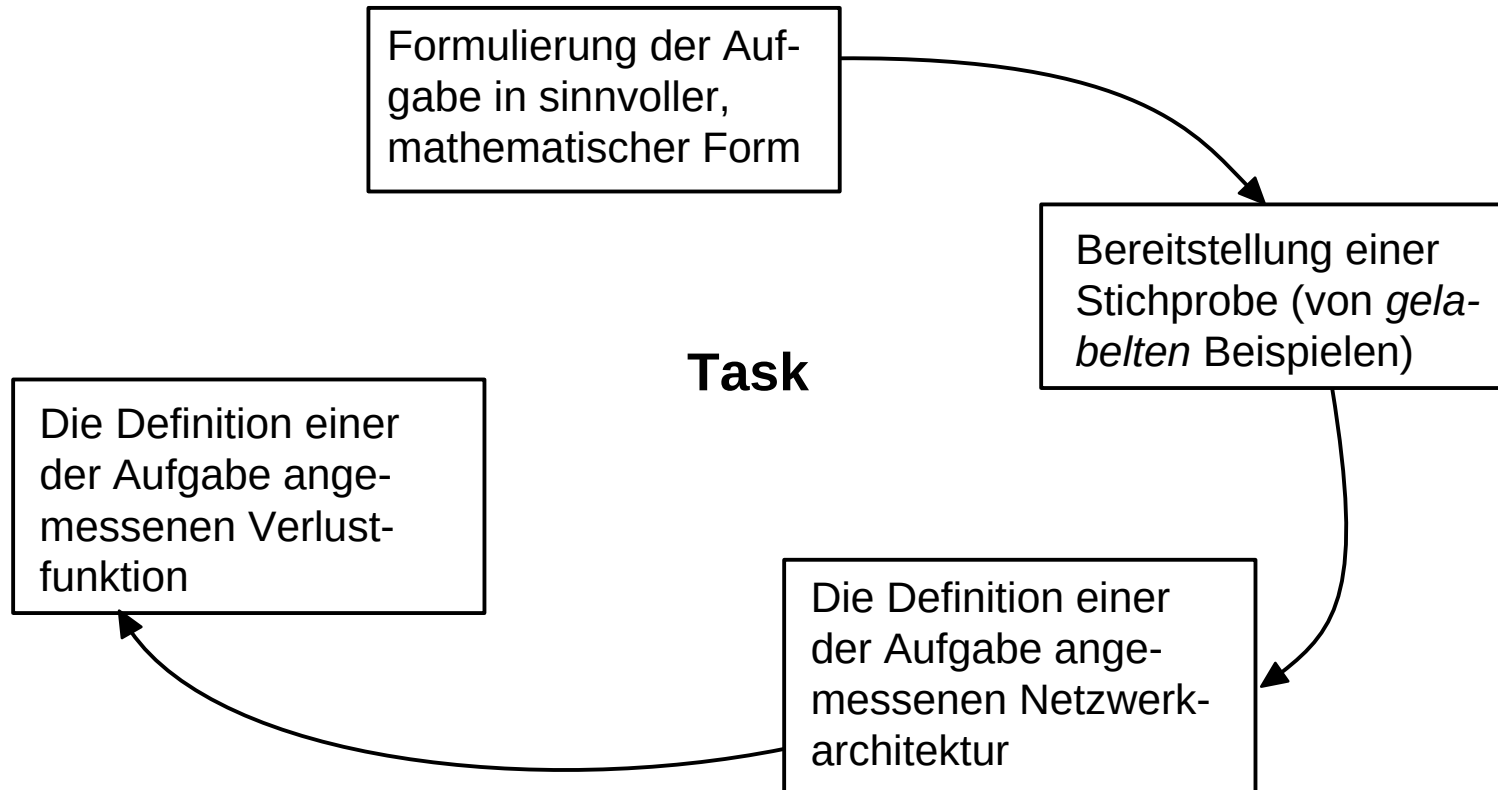 Formulierung der Auf-
gabe in sinnvoller,
mathematischer Form
Bereitstellung einer
Stichprobe (von gela-
belten Beispielen)
Task
Die Definition einer
der Aufgabe ange-
messenen Verlust-
funktion
Die Definition einer
der Aufgabe ange-
messenen Netzwerk-
architektur